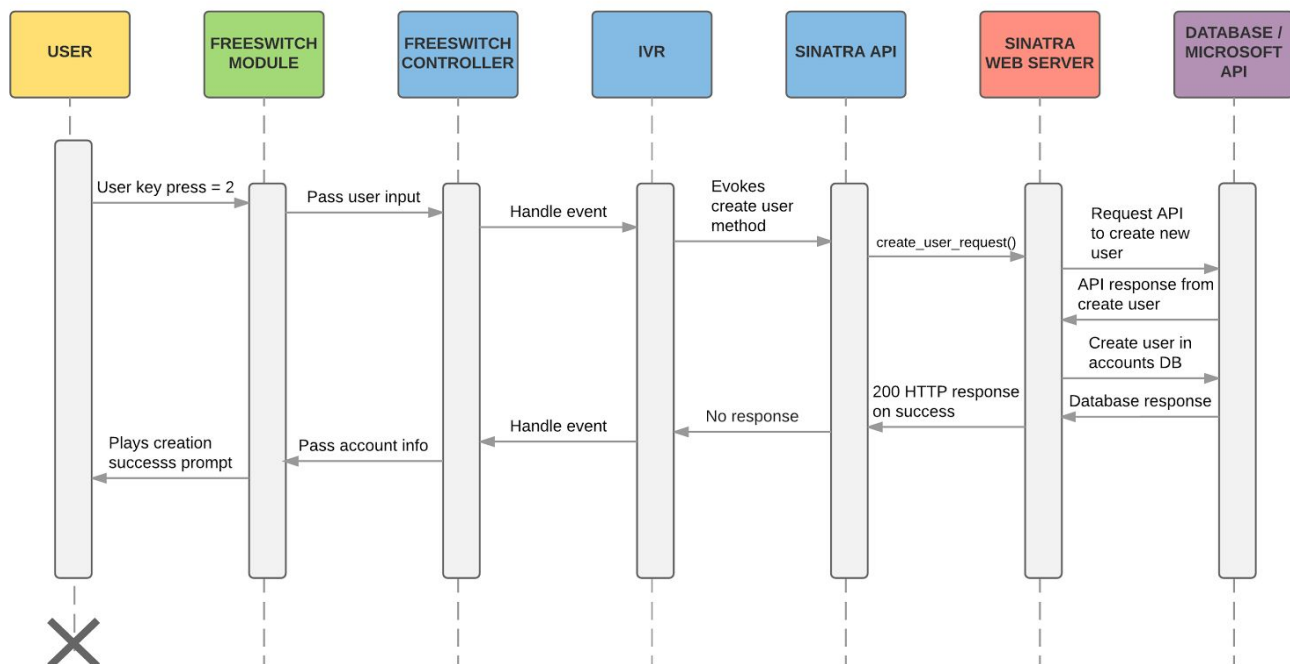 USER
FREESWITCH
MODULE
FREESWITCH
CONTROLLER
IVR
SINATRA API
SINATRA
WEB SERVER
DATABASE /
MICROSOFT
API
User key press = 2
Pass user input
Handle event
Evokes
create user
method
create_user_request()
Request API
to create new
user
API response from
create user
Create user in
accounts DB
Database response
200 HTTP response
on success
No response
Handle event
Pass account info
Plays creation
successs prompt